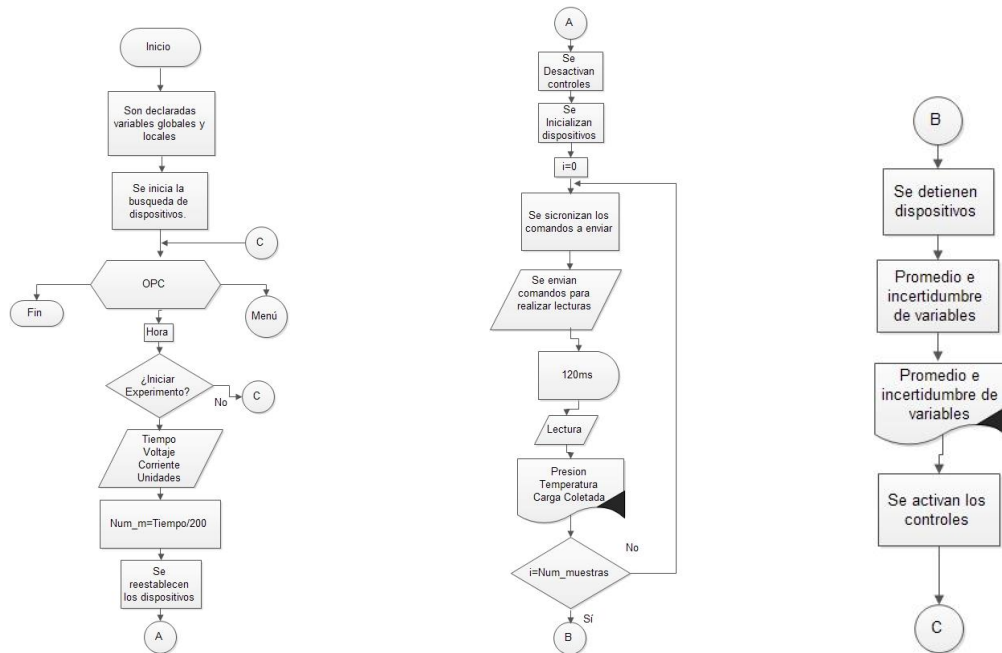 Inicio
Son declaradas
variables globales y
locales
Se inicia la
busqueda de
dispositivos.
C
OPC
Fin
Menú
Hora
¿Iniciar
Experimento?
No
C
Tiempo
Voltaje
Corriente
Unidades
Num_m=Tiempo/200
Se
reestablecen
los dispositivos
A
A
Se
Desactivan
controles
Se
Inicializan
dispositivos
i=0
Se sicronizan los
comandos a enviar
Se envian
comandos para
realizar lecturas
120ms
Lectura
Presion
Temperatura
Carga Coletada
No
i=Num_muestras
Sí
B
B
Se detienen
dispositivos
Promedio e
incertidumbre
de variables
Promedio e
incertidumbre de
variables
Se activan los
controles
C